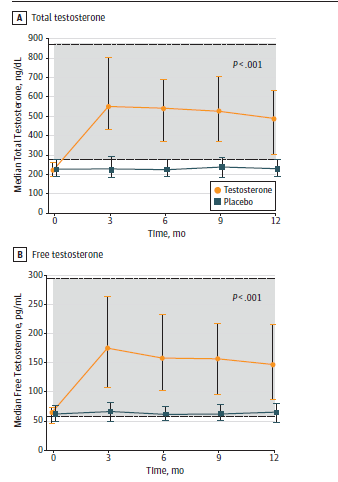 A Total testosterone
900
800
700
600
500
400
300
200
100
0
Median Total Testosterone, ng/dL
P<.001
Testosterone
Placebo
0 3 6 9 12
Time, mo
B Free testosterone
300
250
200
150
100
50
0
Median Free Testosterone, pg/mL
P<.001
0 3 6 9 12
Time, mo